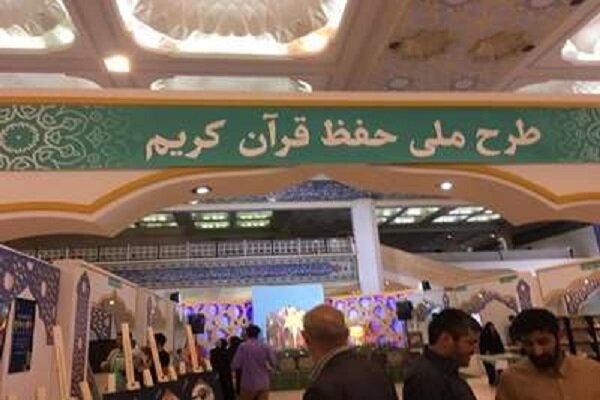 طرح ملی حفظ قرآن کریم